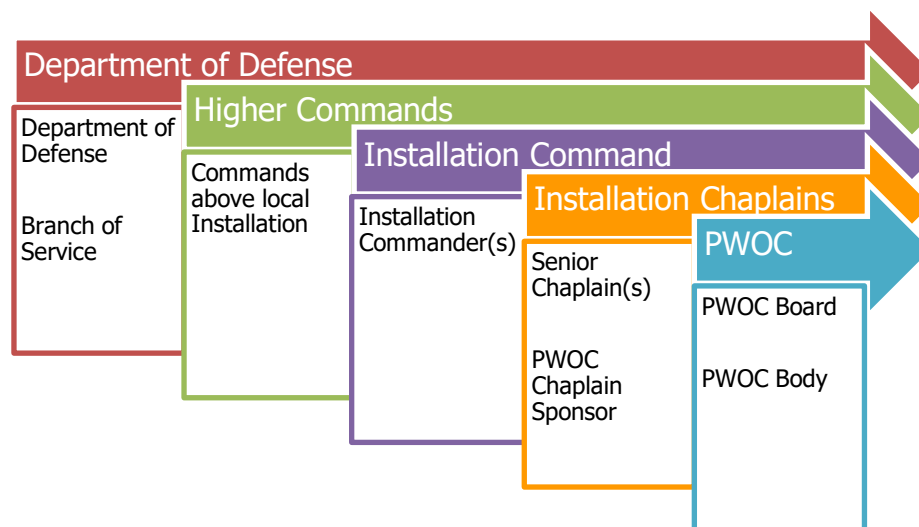 Department of Defense
Department of
Defense
Branch of
Service
Higher Commands
Commands
above local
Installation
Installation Command
Installation
Commander(s)
Installation Chaplains
Senior
Chaplain(s)
PWOC
Chaplain
Sponsor
PWOC
PWOC Board
PWOC Body